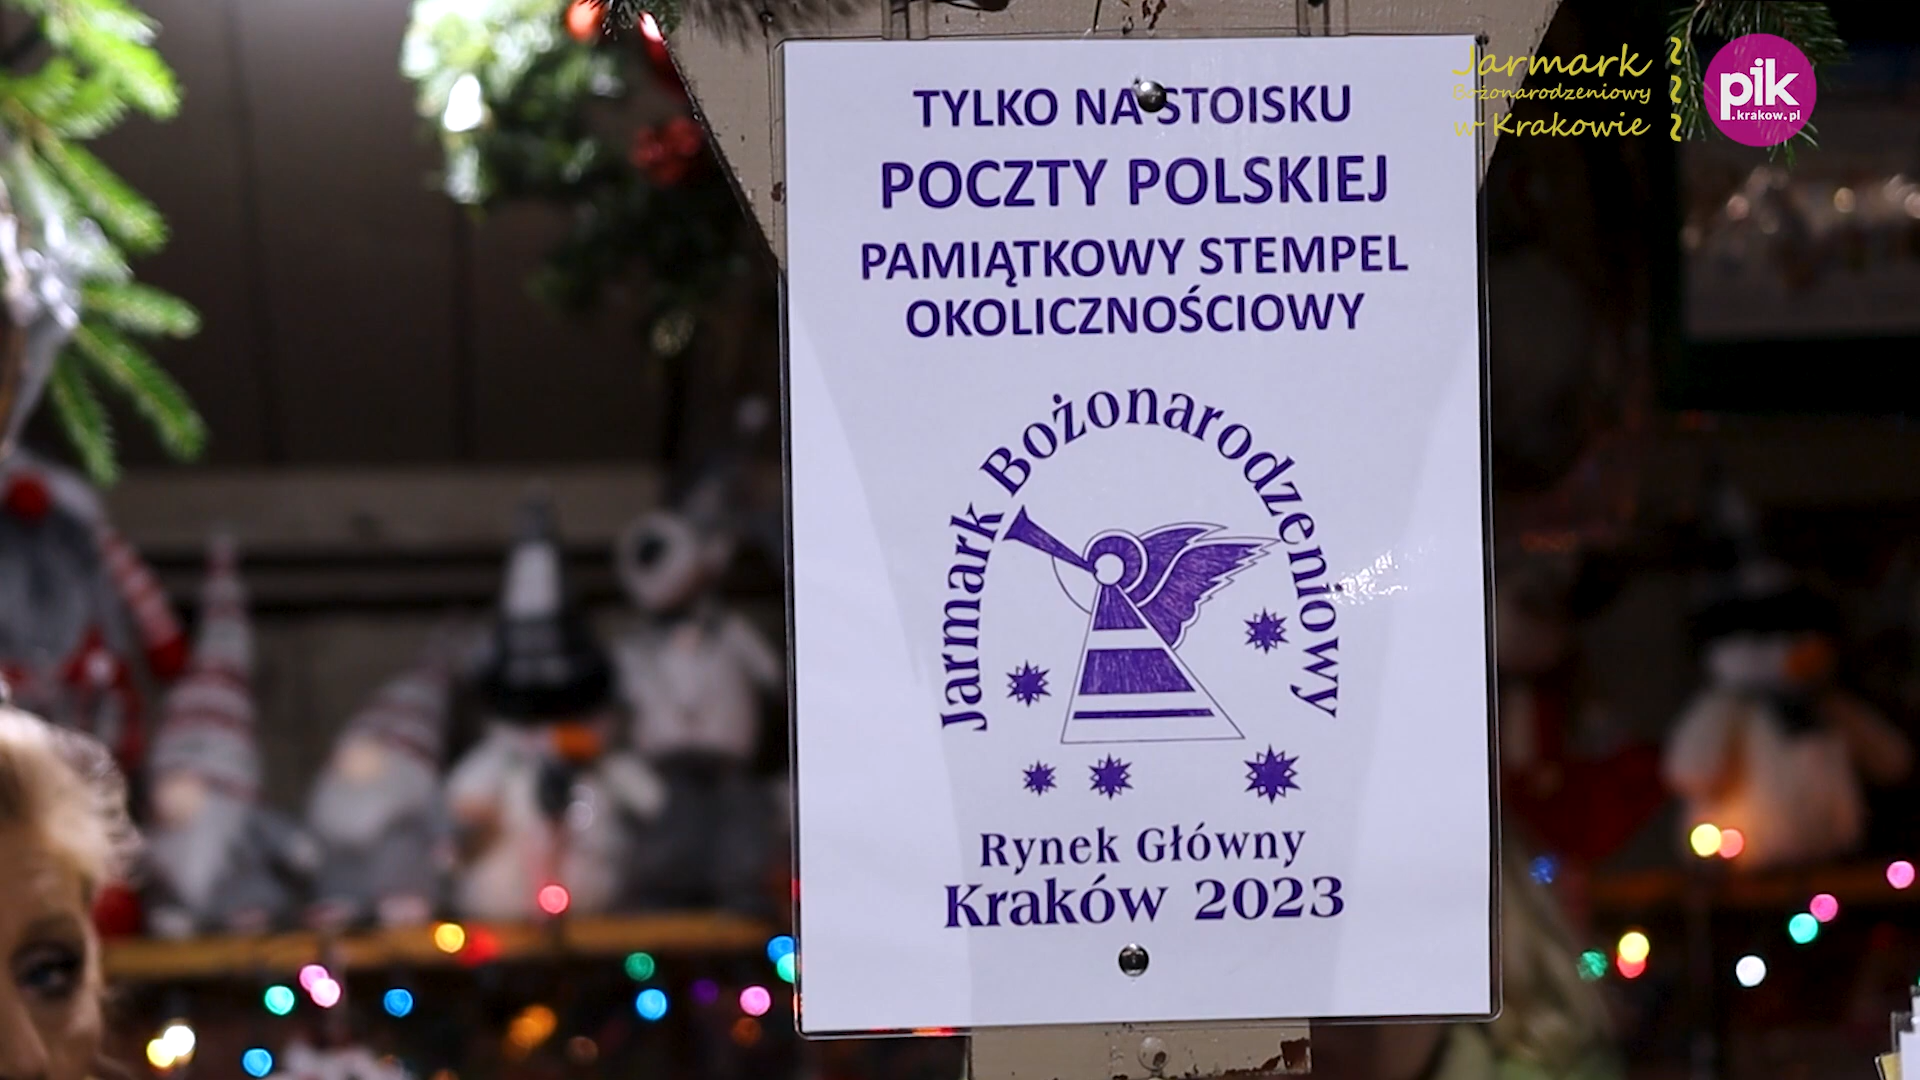 TYLKO NA STOISKU
POCZTY POLSKIEJ
PAMIĄTKOWY STEMPEL
OKOLICZNOŚCIOWY
Jarmark Bożonarodzeniowy
Rynek Główny
Kraków 2023
Jarmark
Bożonarodzeniowy
w Krakowie
pik
.krakow.pl